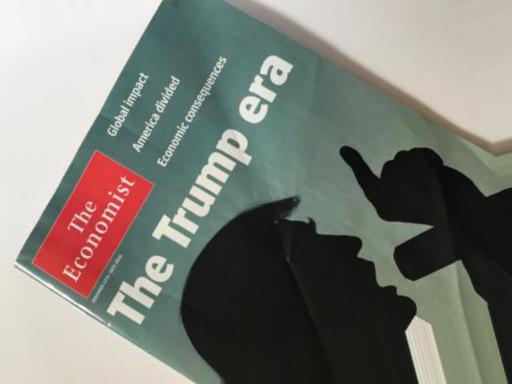 Global impact
America divided
Economic consequences
The
Economist
The Trump era